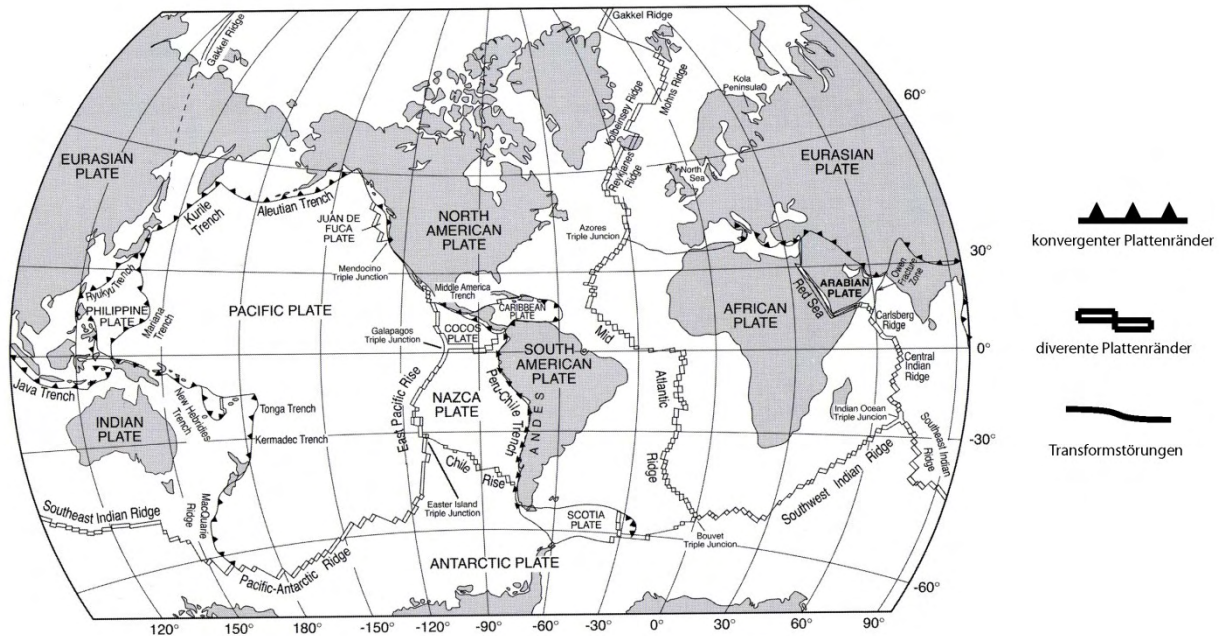 Gakkel Ridge
Gakkel Ridge
Mohns Ridge
Kolbeinsey Ridge
Reykjanes
Ridge
Kola
Peninsula
60°
EURASIAN
PLATE
EURASIAN
PLATE
North
Sea
Kurile
Trench
Aleutian Trench
JUAN DE
FUCA
PLATE
NORTH
AMERICAN
PLATE
Azores
Triple Juncion
30°
Mendocino
Triple Junction
Ryukyu Trench
PHILIPPINE
PLATE
Mariana
Trench
PACIFIC PLATE
Middle America
Trench
CARIBBEAN
PLATE
COCOS
PLATE
Galapagos
Triple Junction
Mid
Atlantic
Ridge
AFRICAN
PLATE
Red Sea
ARABIAN
PLATE
Owen
Fracture
Zone
Carlsberg
Ridge
0°
Central
Indian
Ridge
SOUTH
AMERICAN
PLATE
Java Trench
New Hebridies
Trench
Tonga Trench
Kermadec Trench
INDIAN
PLATE
East Pacific Rise
NAZCA
PLATE
Peru-Chile Trench
ANDES
Chile
Rise
Indian Ocean
Triple Junction
-30°
Southeast Indian
Ridge
Southwest Indian Ridge
Easter Island
Triple Junction
Southeast Indian Ridge
MacQuarie
Ridge
Pacific-Antarctic Ridge
SCOTIA
PLATE
Bouvet
Triple Junction
ANTARCTIC PLATE
-60°
120° 150° 180° -150° -120° -90° -60° -30° 0° 30° 60° 90°
konvergenter Plattenränder
diverente Plattenränder
Transformstörungen